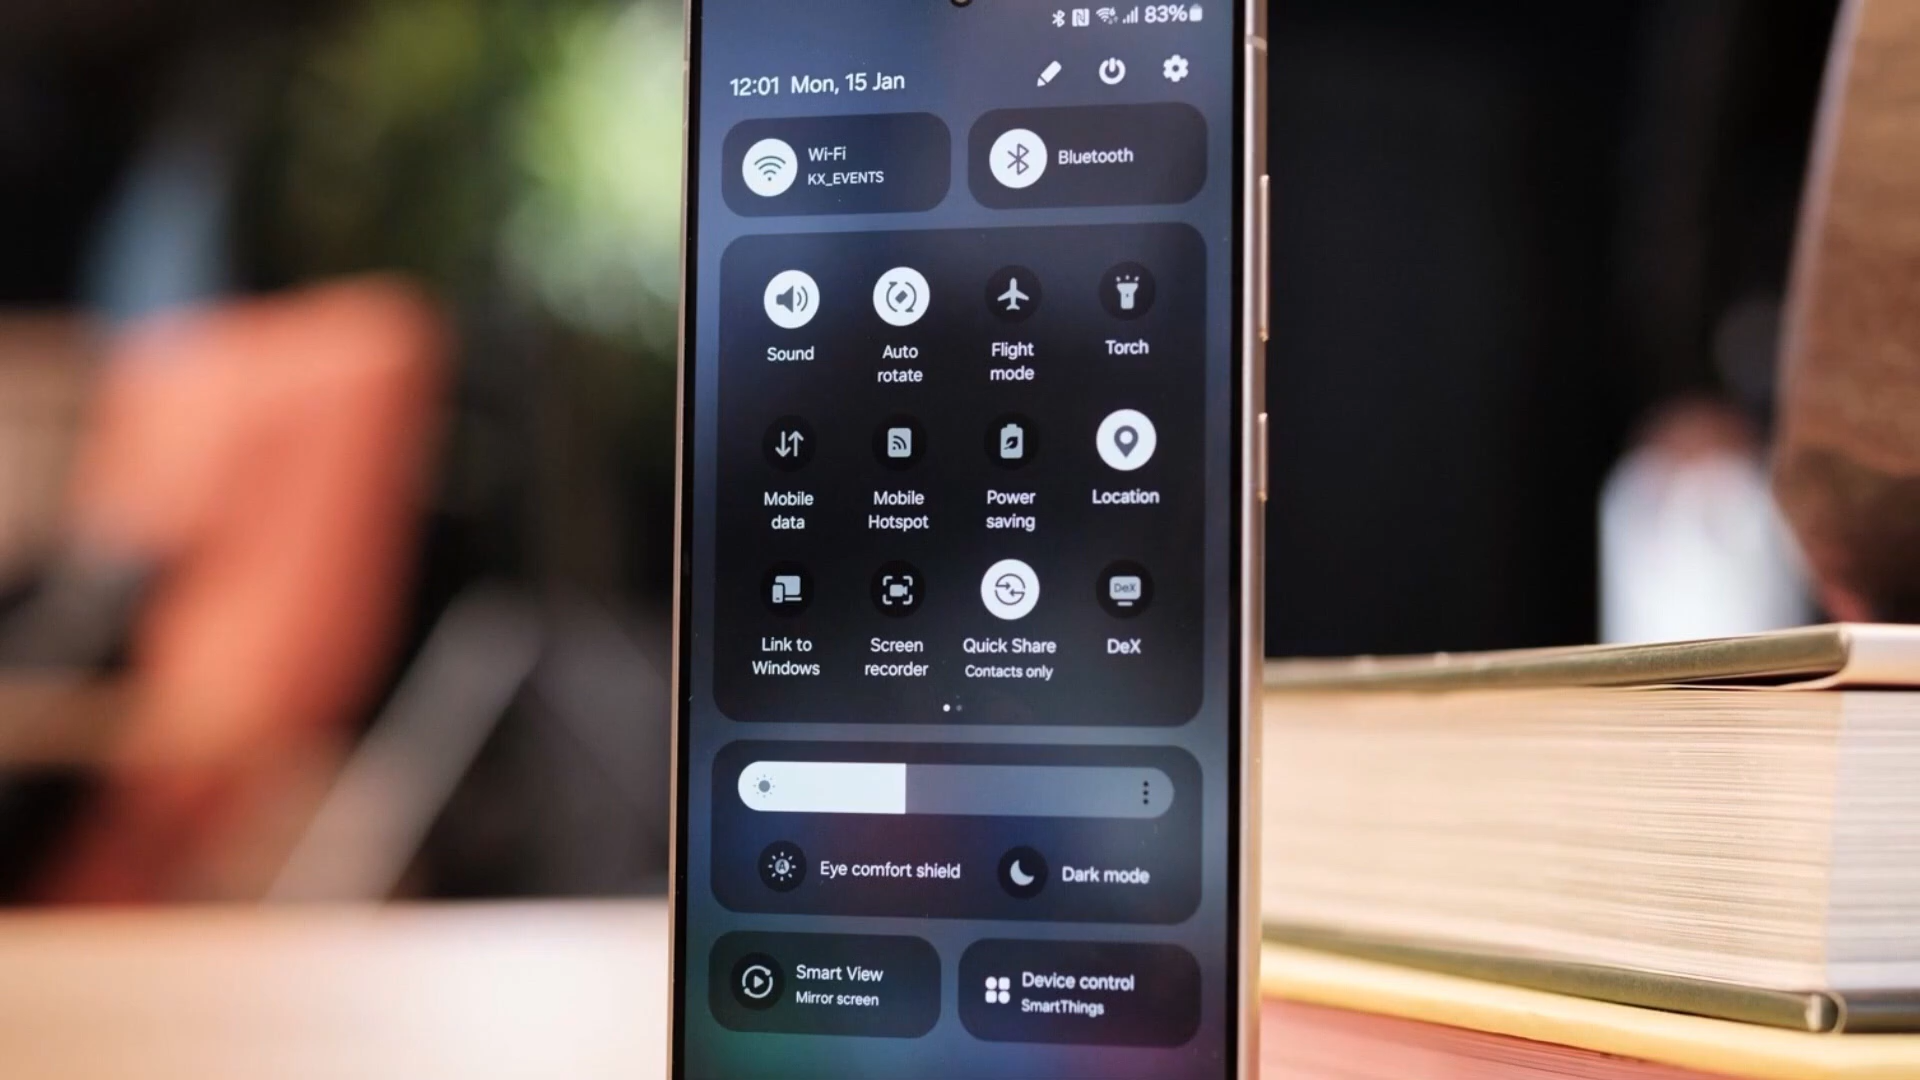 83%
12:01 Mon, 15 Jan
Wi-Fi
KX_EVENTS
Bluetooth
Sound
Auto
rotate
Flight
mode
Torch
Mobile
data
Mobile
Hotspot
Power
saving
Location
Link to
Windows
Screen
recorder
Quick Share
Contacts only
DeX
DeX
Eye comfort shield
Dark mode
Smart View
Mirror screen
Device control
SmartThings